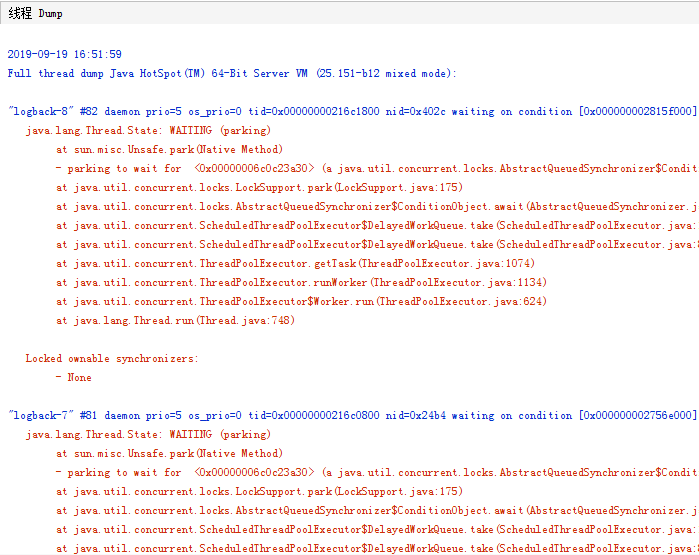 线程 Dump
2019-09-19 16:51:59
Full thread dump Java HotSpot(TM) 64-Bit Server VM (25.151-b12 mixed mode):
"logback-8" #82 daemon prio=5 os_prio=0 tid=0x00000000216c1800 nid=0x402c waiting on condition [0x000000002815f000]
java.lang.Thread.State: WAITING (parking)
at sun.misc.Unsafe.park(Native Method)
- parking to wait for <0x00000006c0c23a30> (a java.util.concurrent.locks.AbstractQueuedSynchronizer$Condit
at java.util.concurrent.locks.LockSupport.park(LockSupport.java:175)
at java.util.concurrent.locks.AbstractQueuedSynchronizer$ConditionObject.await(AbstractQueuedSynchronizer.j
at java.util.concurrent.ScheduledThreadPoolExecutor$DelayedWorkQueue.take(ScheduledThreadPoolExecutor.java:
at java.util.concurrent.ScheduledThreadPoolExecutor$DelayedWorkQueue.take(ScheduledThreadPoolExecutor.java:8
at java.util.concurrent.ThreadPoolExecutor.getTask(ThreadPoolExecutor.java:1074)
at java.util.concurrent.ThreadPoolExecutor.runWorker(ThreadPoolExecutor.java:1134)
at java.util.concurrent.ThreadPoolExecutor$Worker.run(ThreadPoolExecutor.java:624)
at java.lang.Thread.run(Thread.java:748)
Locked ownable synchronizers:
- None
"logback-7" #81 daemon prio=5 os_prio=0 tid=0x00000000216c0800 nid=0x24b4 waiting on condition [0x000000002756e000]
java.lang.Thread.State: WAITING (parking)
at sun.misc.Unsafe.park(Native Method)
- parking to wait for <0x00000006c0c23a30> (a java.util.concurrent.locks.AbstractQueuedSynchronizer$Condit
at java.util.concurrent.locks.LockSupport.park(LockSupport.java:175)
at java.util.concurrent.locks.AbstractQueuedSynchronizer$ConditionObject.await(AbstractQueuedSynchronizer.j
at java.util.concurrent.ScheduledThreadPoolExecutor$DelayedWorkQueue.take(ScheduledThreadPoolExecutor.java:
at java.util.concurrent.ScheduledThreadPoolExecutor$DelayedWorkQueue.take(ScheduledThreadPoolExecutor.java: